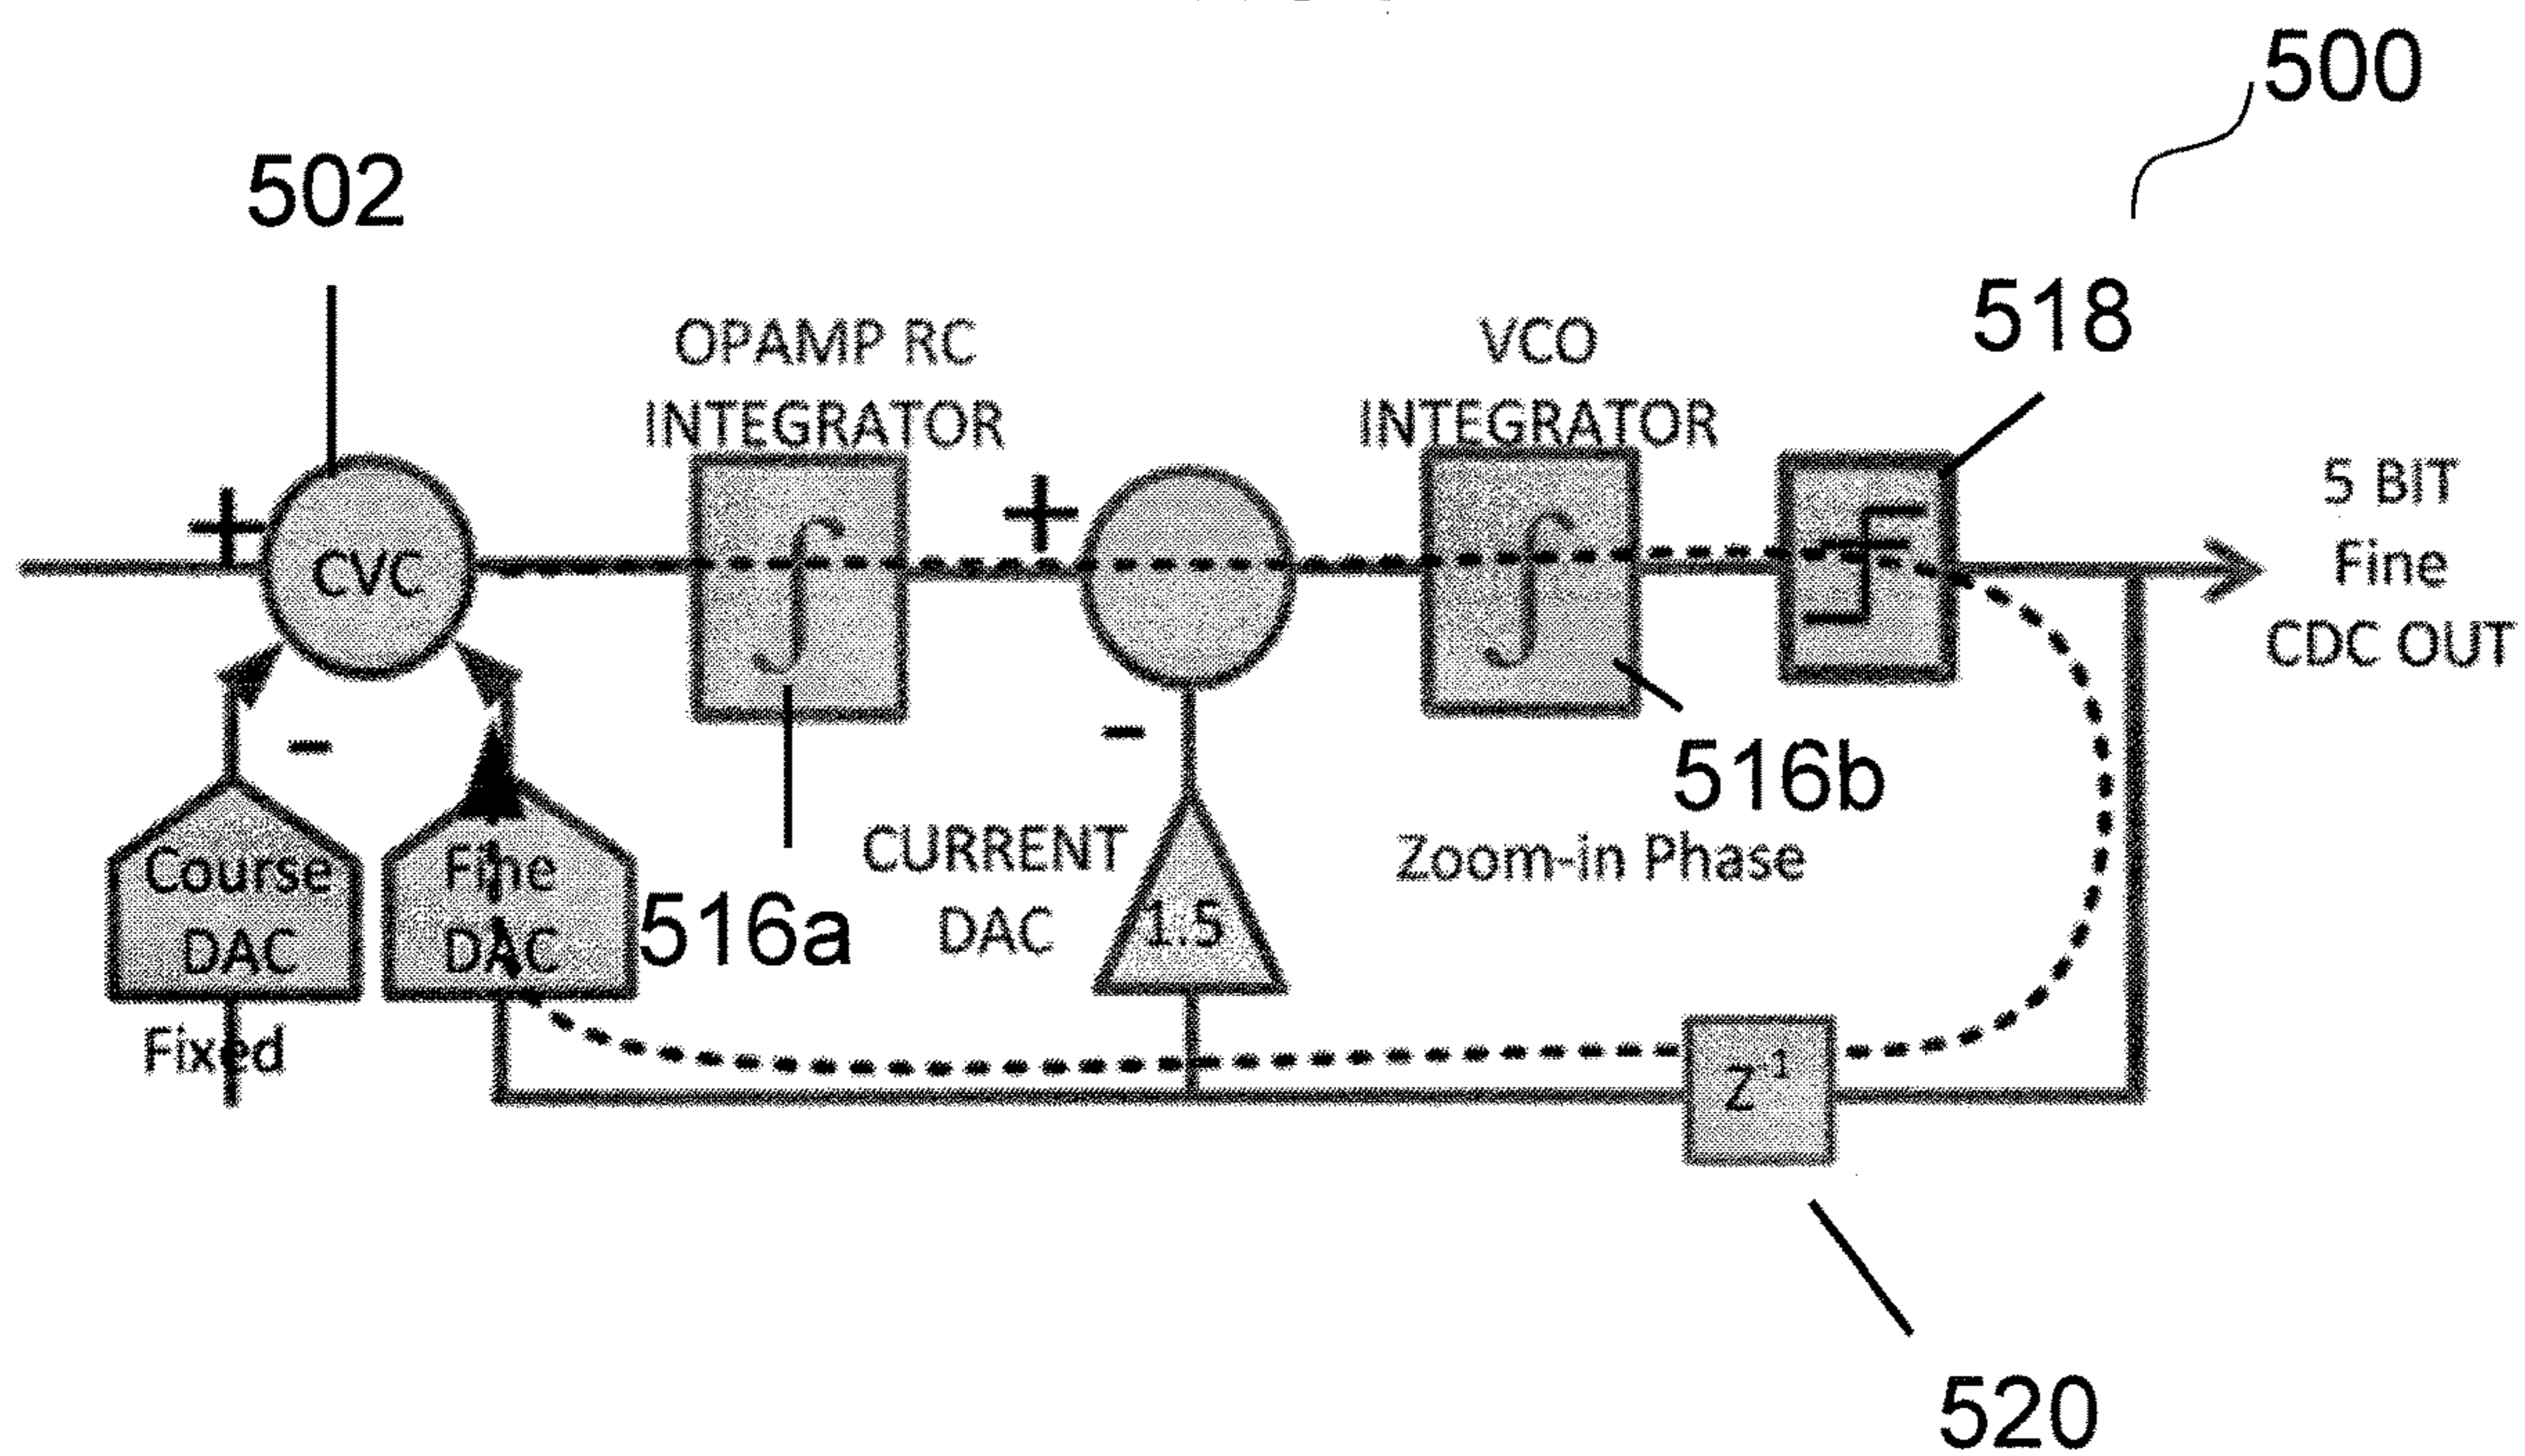 500
502
518
OPAMP RC
INTEGRATOR
VCO
INTEGRATOR
+
+
5 BIT
Fine
CDC OUT
CVC
∫
∫
-
-
516b
Course
DAC
Fine
DAC
516a
CURRENT
DAC
1.5
Zoom-in Phase
Fixed
Z-1
520